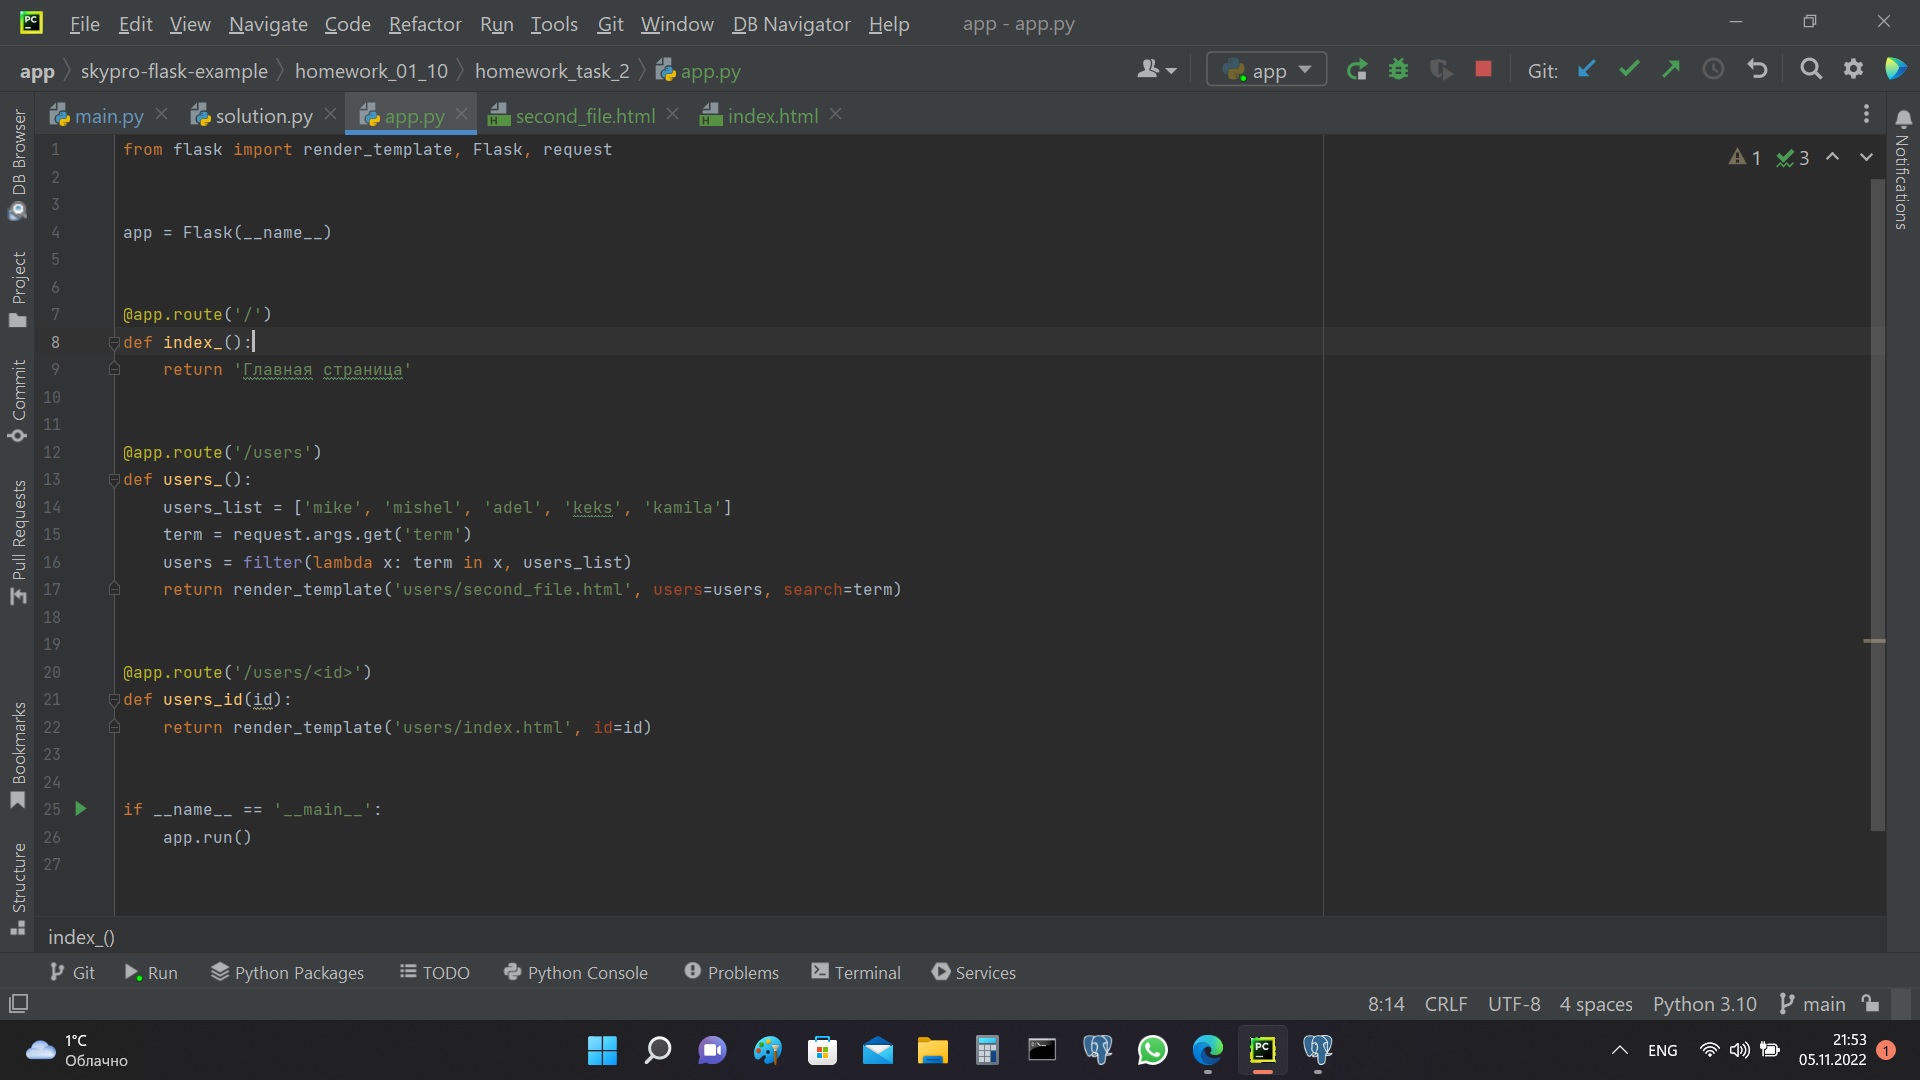 PC File Edit View Navigate Code Refactor Run Tools Git Window DB Navigator Help app - app.py
app skypro-flask-example homework_01_10 homework_task_2 app.py app Git:
main.py solution.py app.py second_file.html index.html
1 from flask import render_template, Flask, request
1 3
2
3
4 app = Flask(__name__)
5
6
7 @app.route('/')
8 def index_():
9 return 'Главная страница'
10
11
12 @app.route('/users')
13 def users_():
14 users_list = ['mike', 'mishel', 'adel', 'keks', 'kamila']
15 term = request.args.get('term')
16 users = filter(lambda x: term in x, users_list)
17 return render_template('users/second_file.html', users=users, search=term)
18
19
20 @app.route('/users/<id>')
21 def users_id(id):
22 return render_template('users/index.html', id=id)
23
24
25 if __name__ == '__main__':
26 app.run()
27
DB Browser
Project
Commit
Pull Requests
Bookmarks
Structure
Notifications
index_()
Git Run Python Packages TODO Python Console Problems Terminal Services
8:14 CRLF UTF-8 4 spaces Python 3.10 main
1°C
Облачно
PC
ENG
21:53
05.11.2022
1